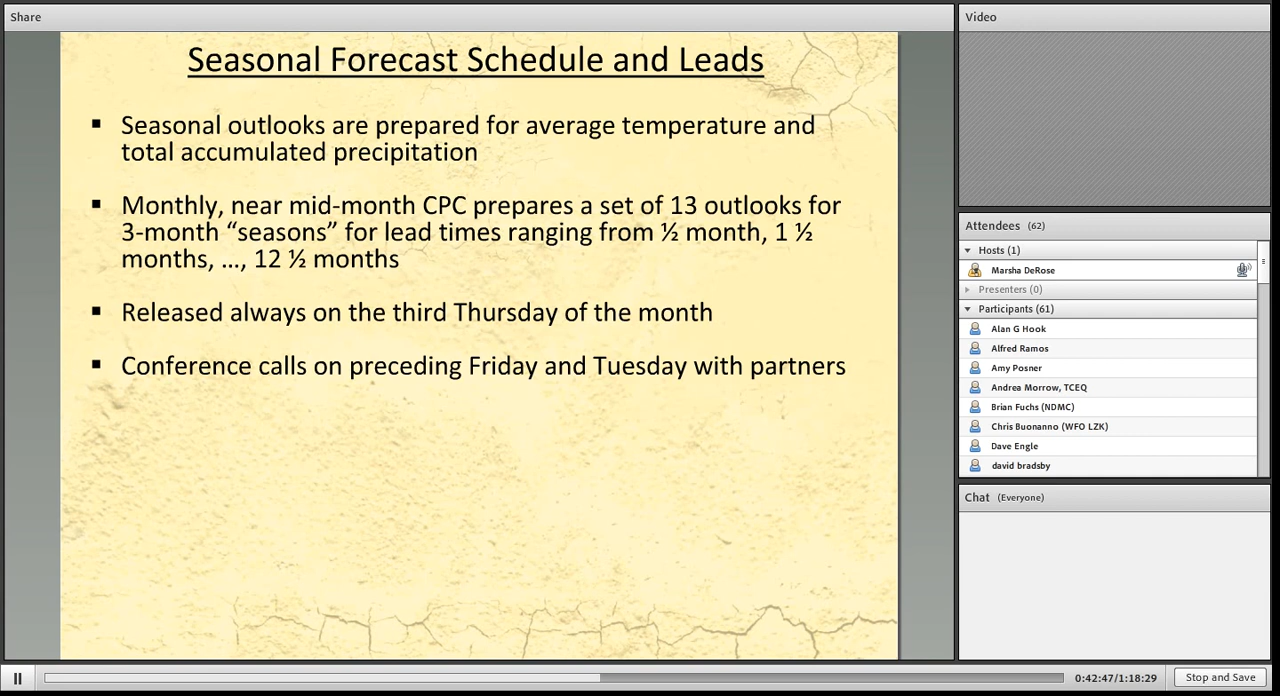 Share
Seasonal Forecast Schedule and Leads
▪ Seasonal outlooks are prepared for average temperature and
total accumulated precipitation
▪ Monthly, near mid-month CPC prepares a set of 13 outlooks for
3-month “seasons” for lead times ranging from ½ month, 1 ½
months, …, 12 ½ months
▪ Released always on the third Thursday of the month
▪ Conference calls on preceding Friday and Tuesday with partners
Video
Attendees (62)
Hosts (1)
Marsha DeRose
Presenters (0)
Participants (61)
Alan G Hook
Alfred Ramos
Amy Posner
Andrea Morrow, TCEQ
Brian Fuchs (NDMC)
Chris Buonanno (WFO LZK)
Dave Engle
david bradsby
Chat (Everyone)
0:42:47/1:18:29
Stop and Save